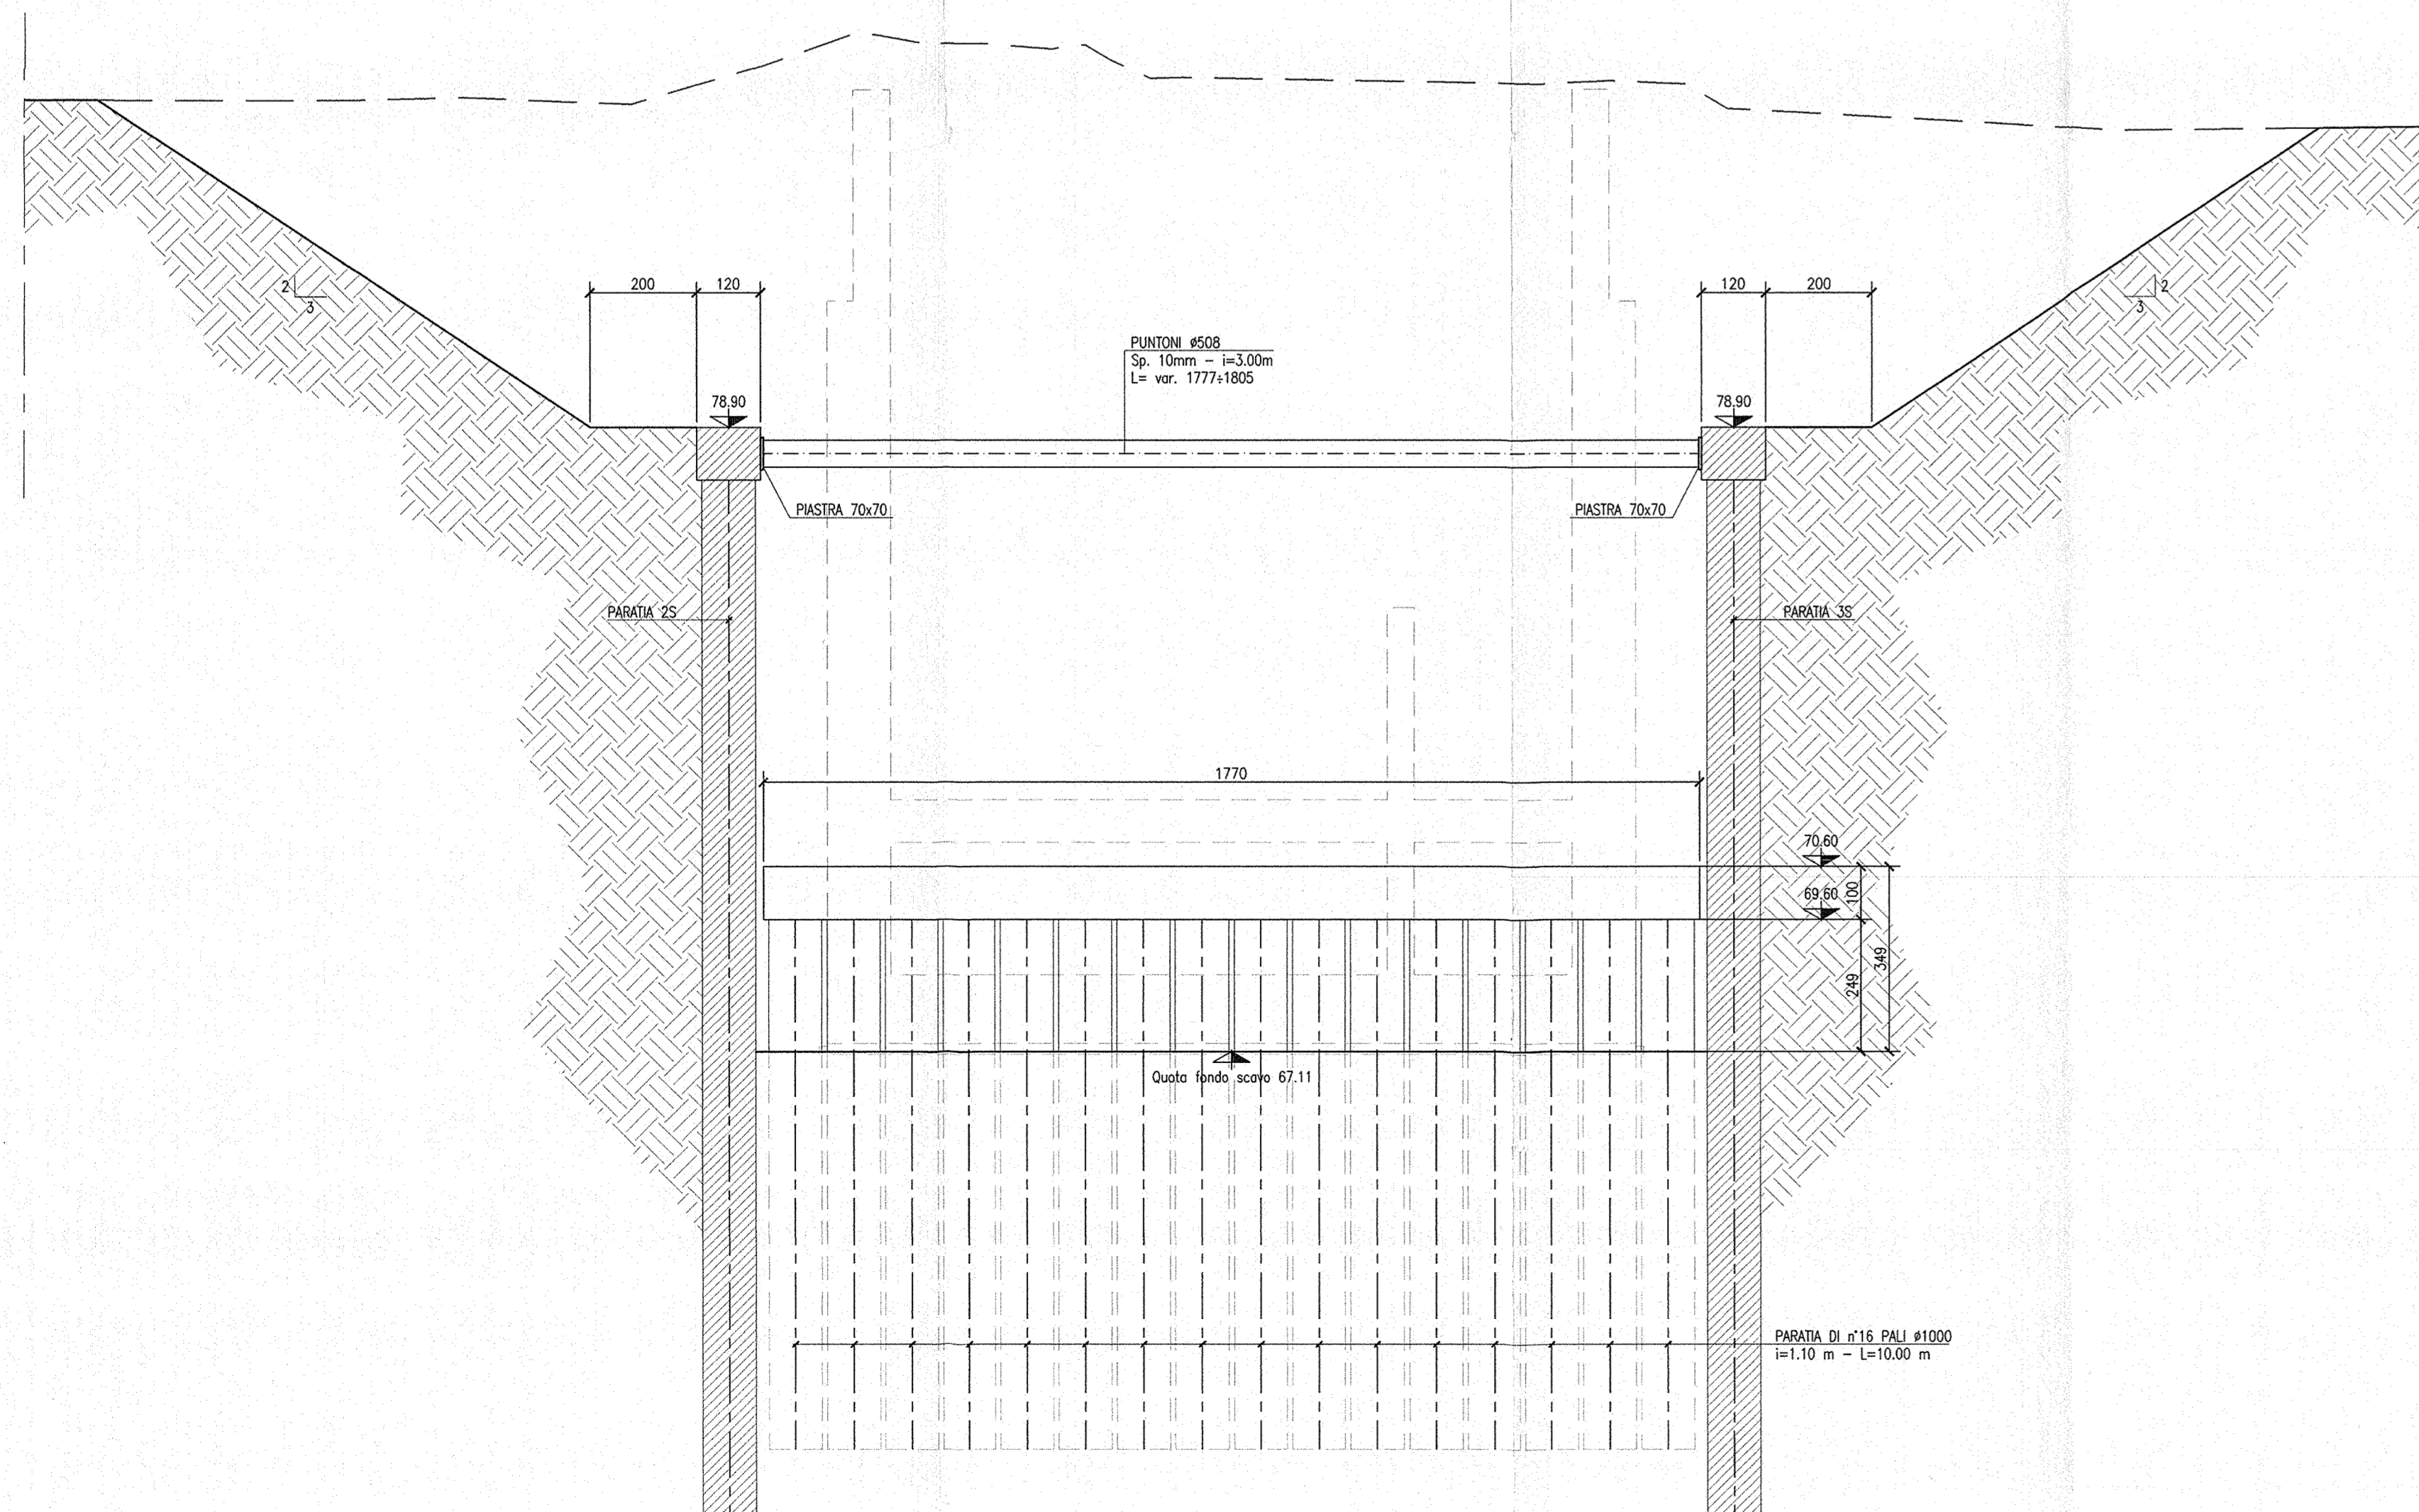 2
3
200
120
120
200
2
3
PUNTONI ø508
Sp. 10mm – i=3.00m
L= var. 1777÷1805
78.90
78.90
PIASTRA 70x70
PIASTRA 70x70
PARATIA 2S
PARATIA 3S
1770
70.60
69.60
100
249
349
Quota fondo scavo 67.11
PARATIA DI n°16 PALI ø1000
i=1.10 m – L=10.00 m